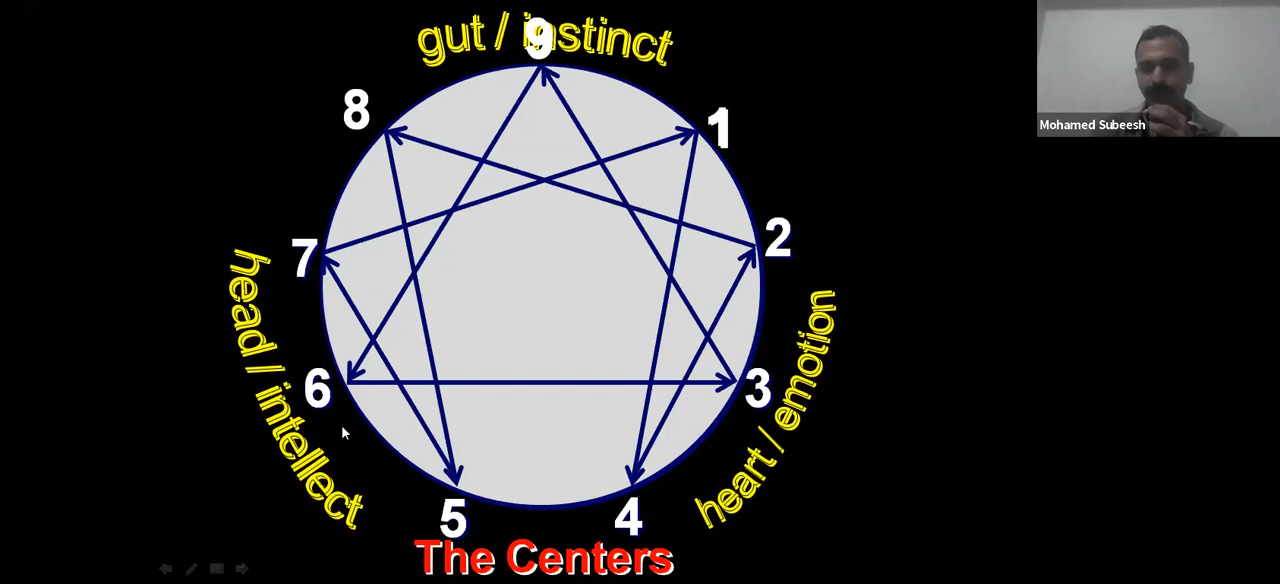 gut / instinct
9
8
1
Mohamed Subeesh
7
2
head / intellect
heart / emotion
6
3
5
4
The Centers